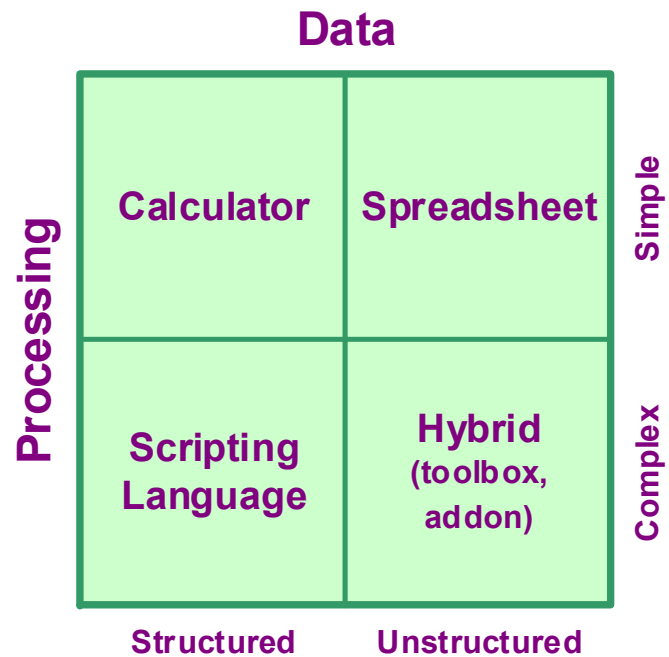 Data
Processing
Calculator
Spreadsheet
Simple
Scripting
Language
Hybrid
(toolbox,
addon)
Complex
Structured
Unstructured